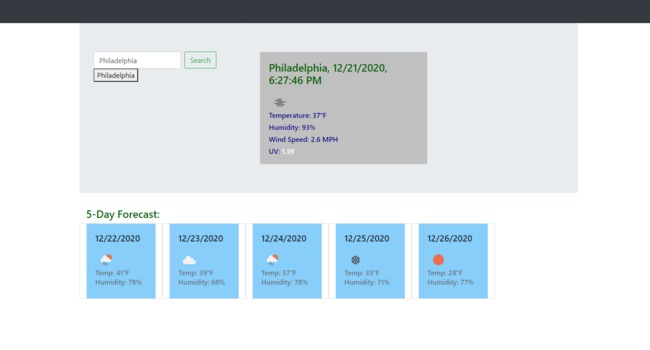 Philadelphia
Search
Philadelphia
Philadelphia, 12/21/2020,
6:27:46 PM
Temperature: 37°F
Humidity: 93%
Wind Speed: 2.6 MPH
UV: 1.39
5-Day Forecast:
12/22/2020
Temp: 41°F
Humidity: 78%
12/23/2020
Temp: 39°F
Humidity: 68%
12/24/2020
Temp: 57°F
Humidity: 78%
12/25/2020
Temp: 35°F
Humidity: 71%
12/26/2020
Temp: 28°F
Humidity: 77%